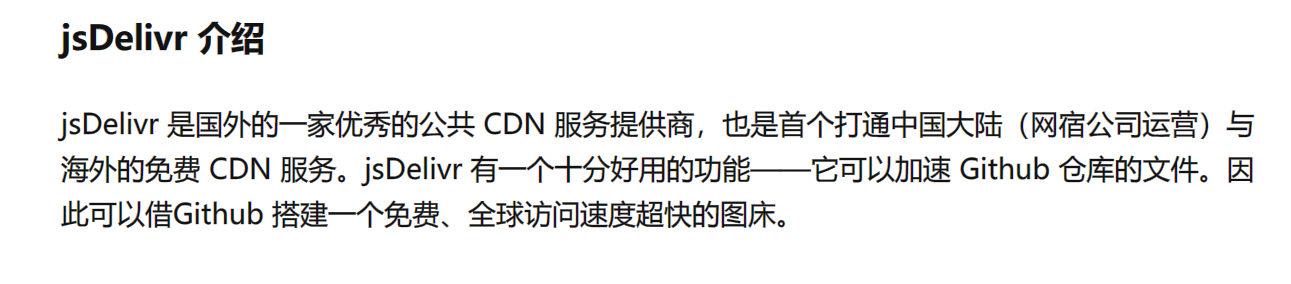 jsDelivr 介绍
jsDelivr 是国外的一家优秀的公共 CDN 服务提供商，也是首个打通中国大陆（网宿公司运营）与
海外的免费 CDN 服务。jsDelivr 有一个十分好用的功能——它可以加速 Github 仓库的文件。因
此可以借Github 搭建一个免费、全球访问速度超快的图床。